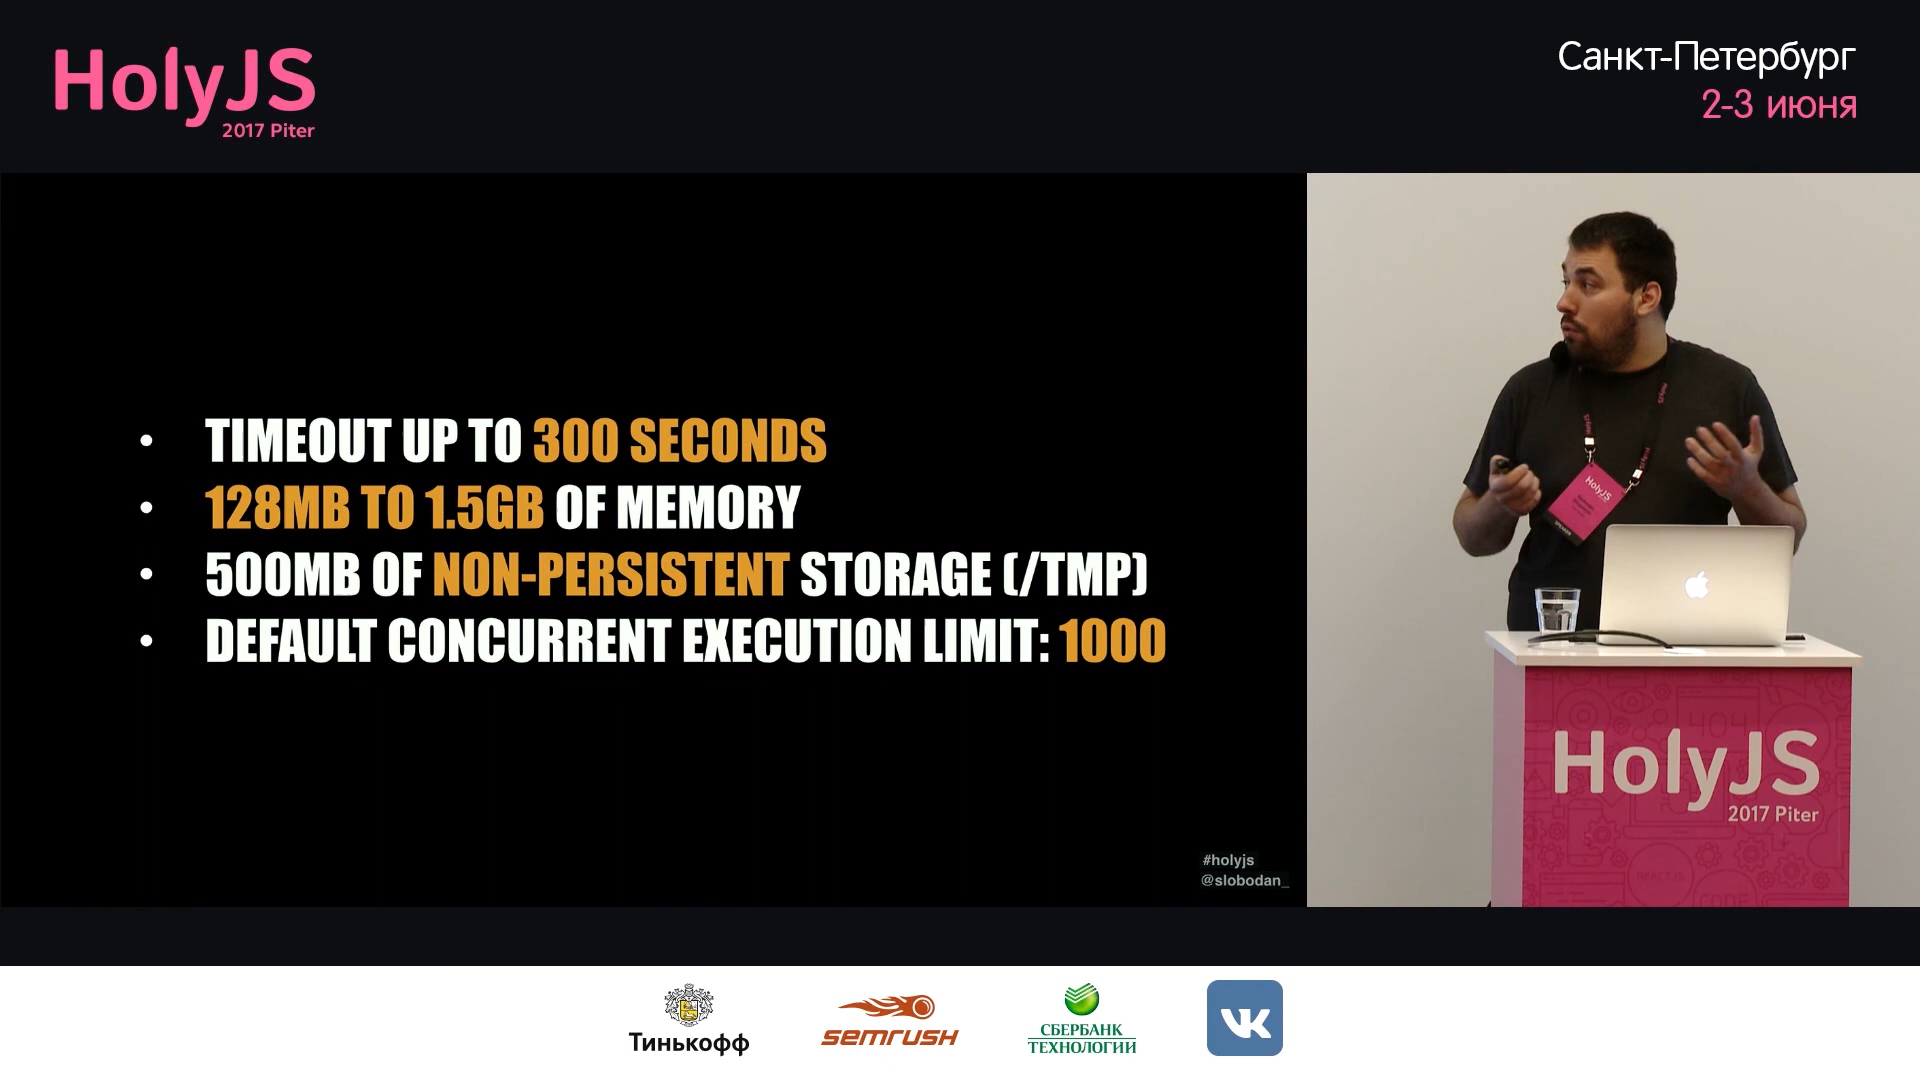 HolyJS
2017 Piter
Санкт-Петербург
2-3 июня
• TIMEOUT UP TO 300 SECONDS
• 128MB TO 1.5GB OF MEMORY
• 500MB OF NON-PERSISTENT STORAGE (/TMP)
• DEFAULT CONCURRENT EXECUTION LIMIT: 1000
#holyjs
@slobodan_
HolyJS
HolyJS
2017 Piter
Тинькофф
semrush
СБЕРБАНК
ТЕХНОЛОГИИ
VK